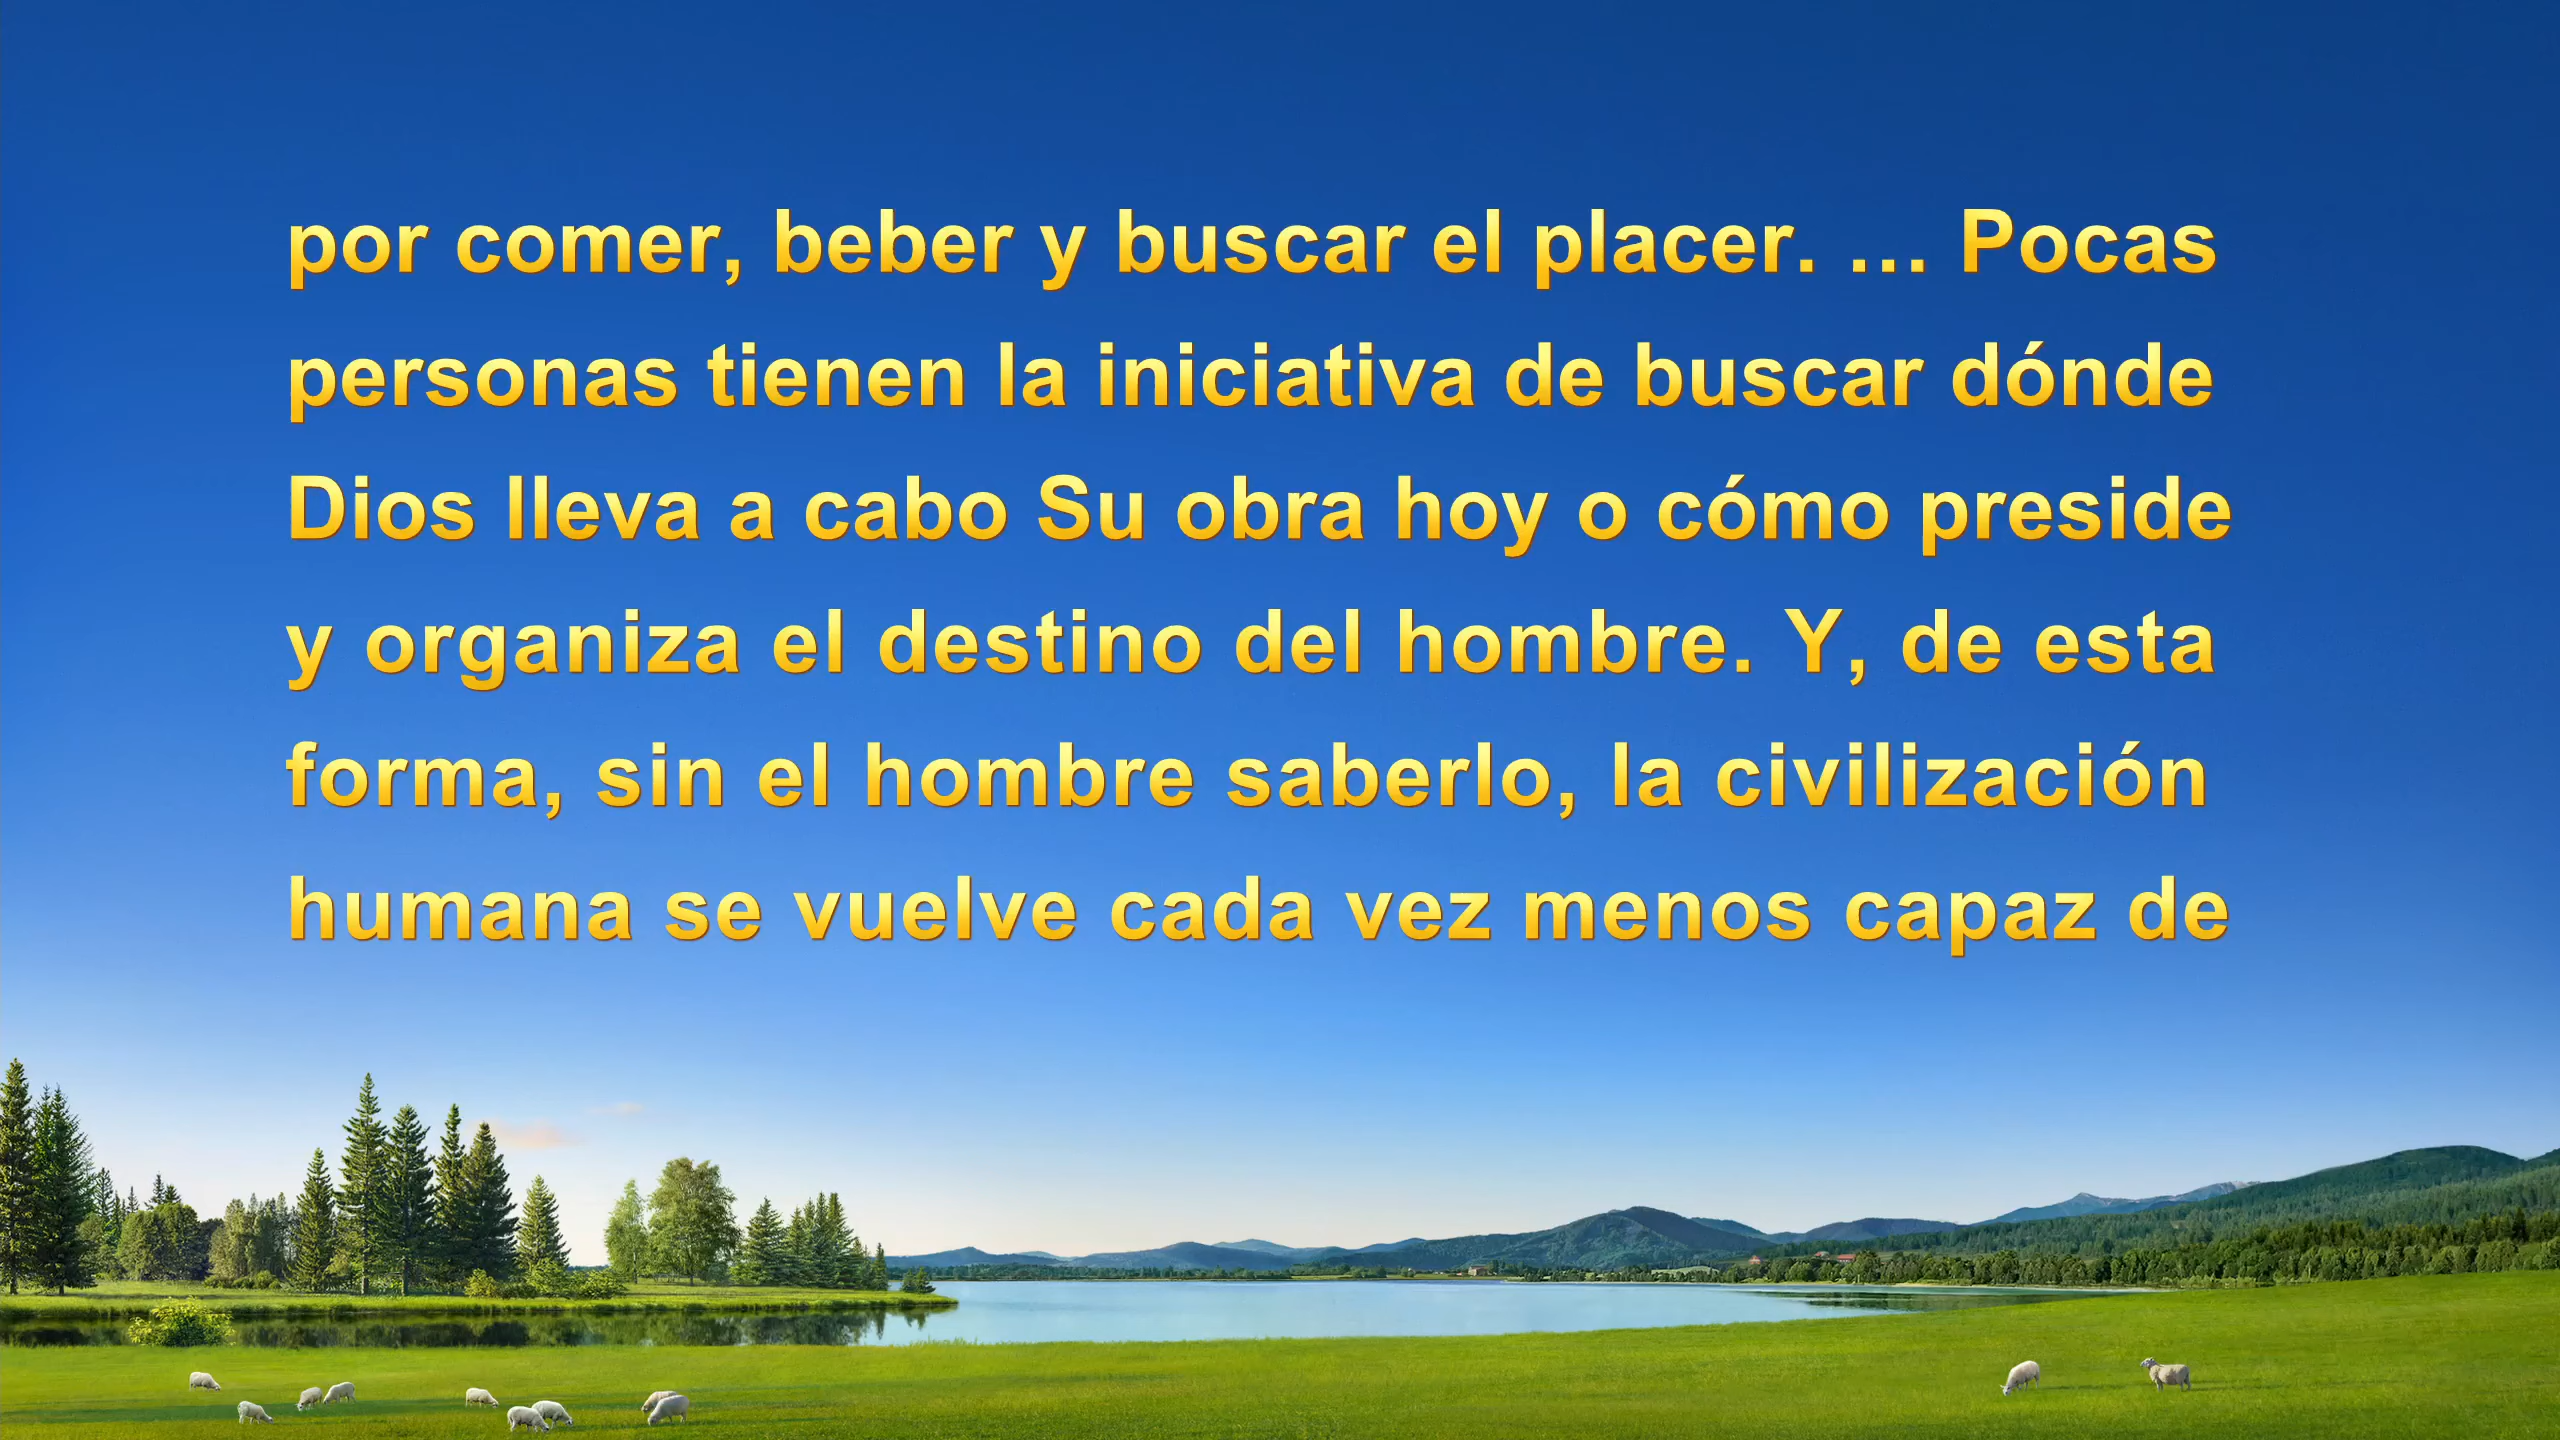 por comer, beber y buscar el placer. … Pocas
personas tienen la iniciativa de buscar dónde
Dios lleva a cabo Su obra hoy o cómo preside
y organiza el destino del hombre. Y, de esta
forma, sin el hombre saberlo, la civilización
humana se vuelve cada vez menos capaz de